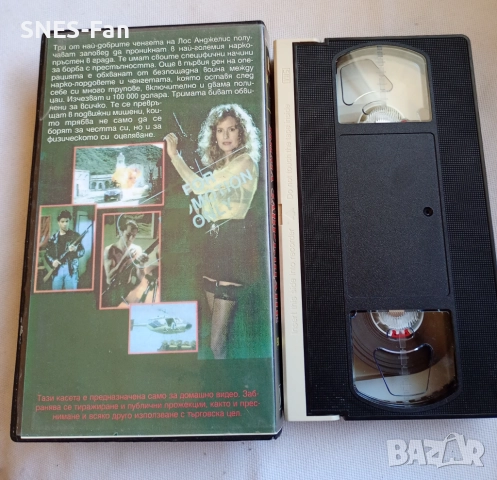 SNES-Fan
Три от най-добрите ченгета на Лос Анджелис полу-
чават заповед да проникнат в най-големия нарко-
пръстен в града. Те имат своите специфични начини
за борба с престъпността. Още в първия ден на опе-
рацията е обхванат от безпощадна война между
нарко-лордовете и ченгетата, която оставя след
себе си много трупове, включително и двама поли-
цаи. Изчезват и 100 000 долара. Тримата биват обви-
нени за всичко. Те се превръ-
щат в подвижни мишени, кои-
то трябва не само да се
борят за честта си, но и за
физическото си оцеляване.
Тази касета е предназначена само за домашно видео. Заб-
ранява се тиражиране и публични прожекции, както и прес-
нимане и всяко друго използване с търговска цел.
BAZAR